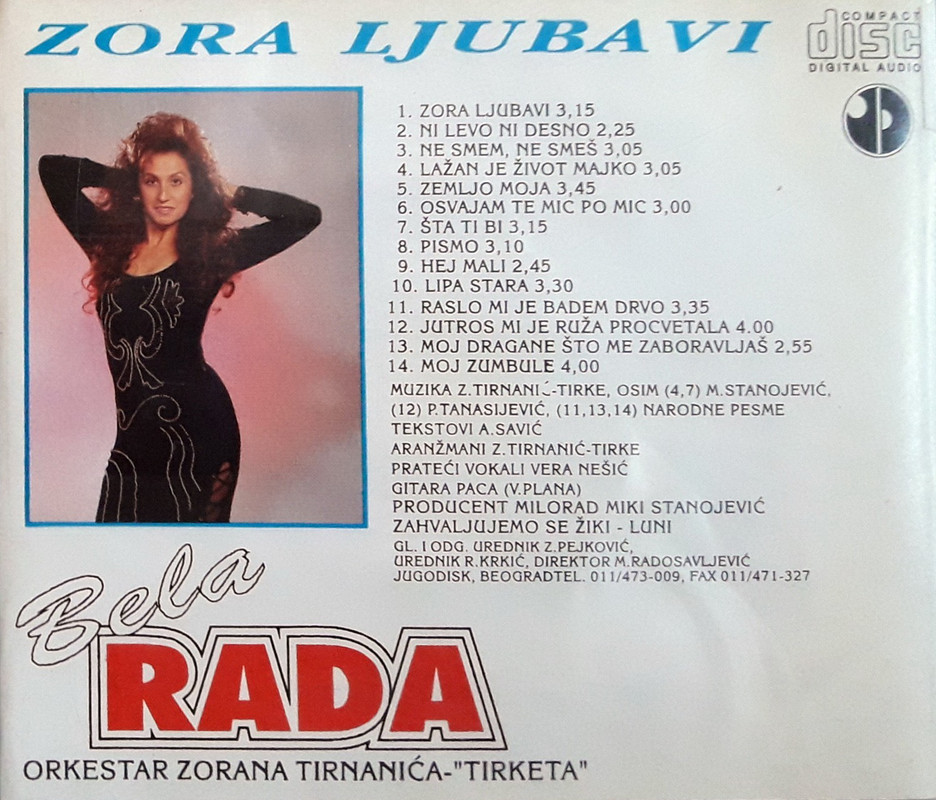 ZORA LJUBAVI
COMPACT
disc
DIGITAL AUDIO
1. ZORA LJUBAVI 3,15
2. NI LEVO NI DESNO 2,25
3. NE SMEM, NE SMEŠ 3,05
4. LAŽAN JE ŽIVOT MAJKO 3,05
5. ZEMLJO MOJA 3,45
6. OSVAJAM TE MIC PO MIC 3,00
7. ŠTA TI BI 3,15
8. PISMO 3,10
9. HEJ MALI 2,45
10. LIPA STARA 3,30
11. RASLO MI JE BADEM DRVO 3,35
12. JUTROS MI JE RUŽA PROCVETALA 4.00
13. MOJ DRAGANE ŠTO ME ZABORAVLJAŠ 2,55
14. MOJ ZUMBULE 4,00
MUZIKA Z.TIRNANIĆ-TIRKE, OSIM (4,7) M.STANOJEVIĆ,
(12) P.TANASIJEVIĆ, (11,13,14) NARODNE PESME
TEKSTOVI A.SAVIĆ
ARANŽMANI Z.TIRNANIĆ-TIRKE
PRATEĆI VOKALI VERA NEŠIĆ
GITARA PACA (V.PLANA)
PRODUCENT MILORAD MIKI STANOJEVIĆ
ZAHVALJUJEMO SE ŽIKI - LUNI
GL. I ODG. UREDNIK Z.PEJKOVIĆ,
UREDNIK R.KRKIĆ, DIREKTOR M.RADOSAVLJEVIĆ
JUGODISK, BEOGRADTEL. 011/473-009, FAX 011/471-327
Bela
RADA
ORKESTAR ZORANA TIRNANIĆA-"TIRKETA"